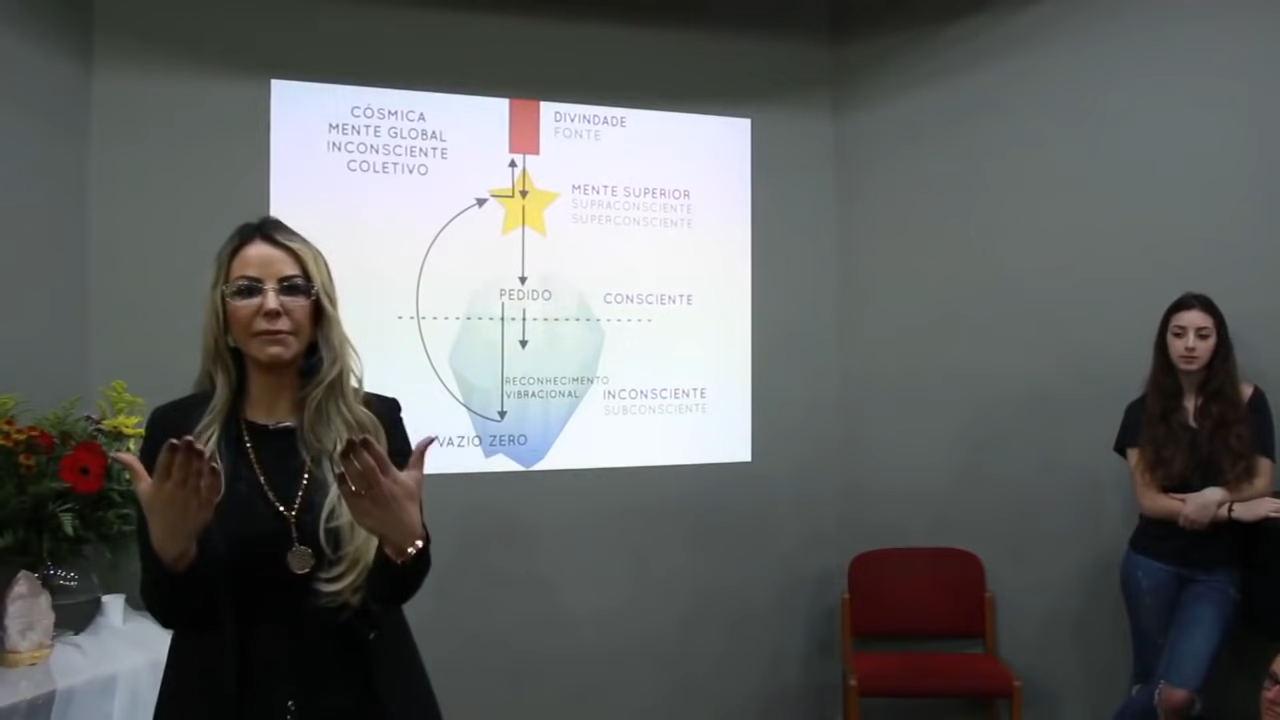 CÓSMICA
MENTE GLOBAL
INCONSCIENTE
COLETIVO
DIVINDADE
FONTE
MENTE SUPERIOR
SUPRACONSCIENTE
SUPERCONSCIENTE
PEDIDO
CONSCIENTE
RECONHECIMENTO
VIBRACIONAL
INCONSCIENTE
SUBCONSCIENTE
VAZIO ZERO